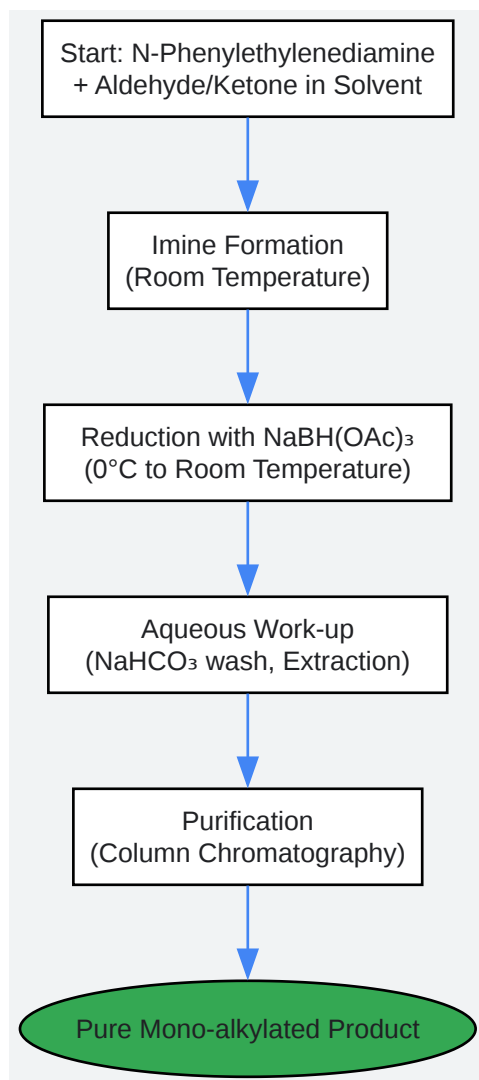 Start: N-Phenylethylenediamine
+ Aldehyde/Ketone in Solvent
Imine Formation
(Room Temperature)
Reduction with NaBH(OAc)₃
(0°C to Room Temperature)
Aqueous Work-up
(NaHCO₃ wash, Extraction)
Purification
(Column Chromatography)
Pure Mono-alkylated Product